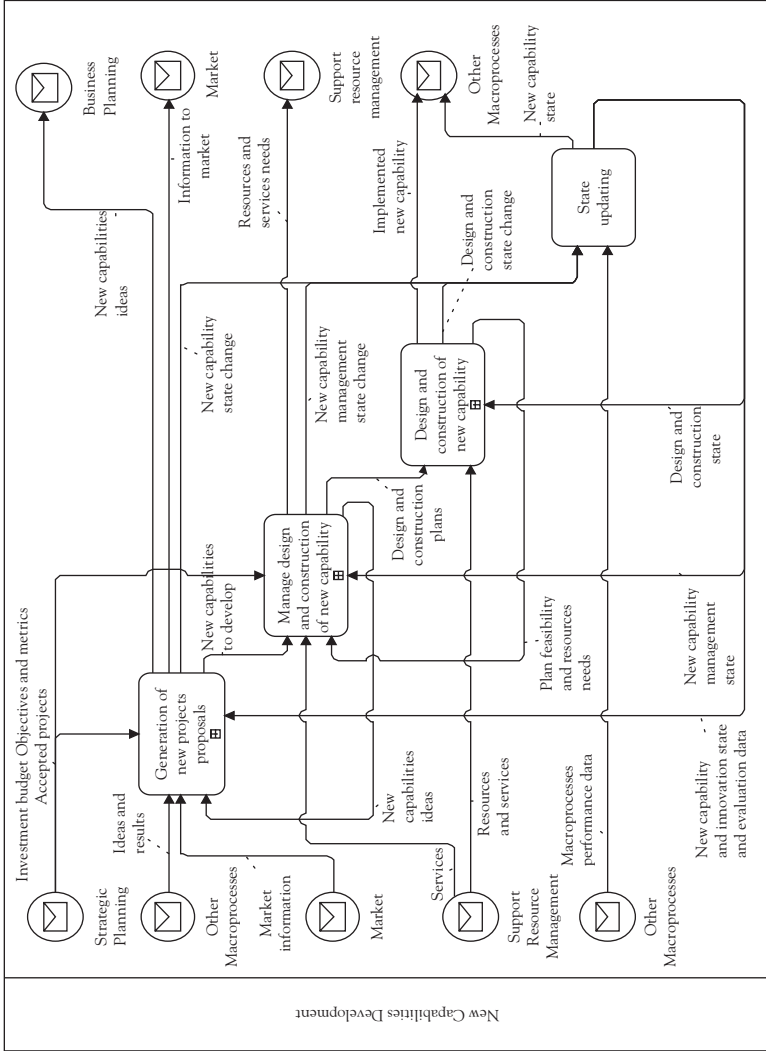 New Capabilities Development
Investment budget Objectives and metrics
Accepted projects
Strategic
Planning
Ideas and
results
Other
Macroprocesses
Market
information
Market
Services
Support
Resource
Management
Resources
and services
Other
Macroprocesses
Macroprocesses
performance data
Generation of
new projects
proposals
New capabilities
to develop
New capabilities
ideas
Manage design
and construction
of new capability
Design and
construction
plans
Plan feasibility
and resources
needs
Design and
construction of
new capability
State
updating
New capability
and innovation state
and evaluation data
New capability
management
state
Design and
construction
state
New capabilities
ideas
New capability
state change
New capability
management
state change
Design and
construction
state change
Information to
market
Resources and
services needs
Implemented
new capability
New capability
state
Business
Planning
Market
Support
resource
management
Other
Macroprocesses